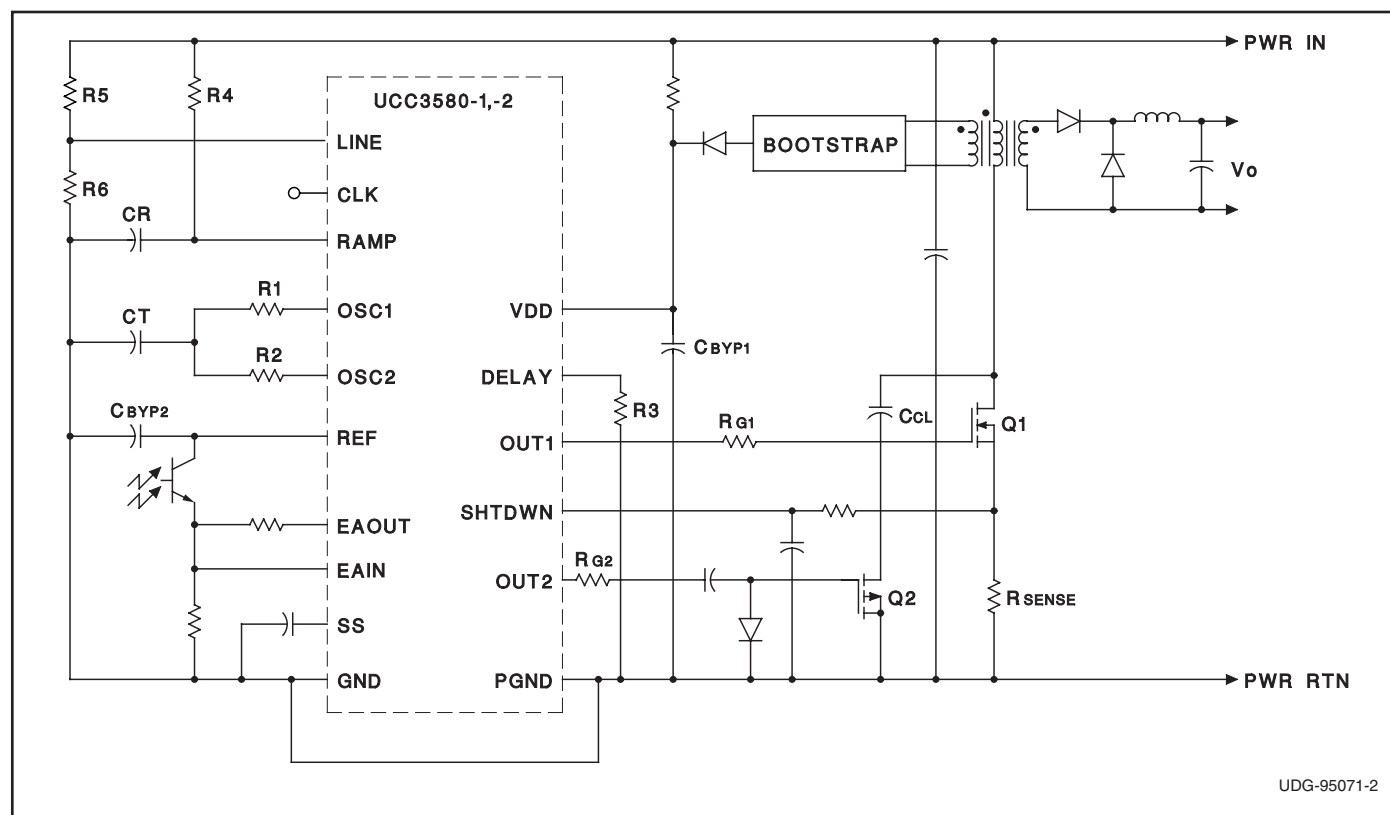 PWR IN
R5
R4
UCC3580-1,-2
LINE
BOOTSTRAP
Vo
R6
CLK
CR
RAMP
R1
CT
OSC1
VDD
R2
CBYP1
OSC2
DELAY
CBYP2
R3
RG1
CCL
Q1
REF
OUT1
EAOUT
SHTDWN
EAIN
RG2
OUT2
Q2
RSENSE
SS
GND
PGND
PWR RTN
UDG-95071-2